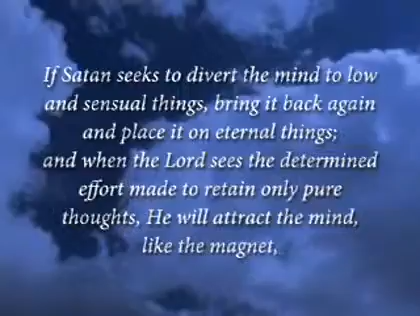 If Satan seeks to divert the mind to low
and sensual things, bring it back again
and place it on eternal things;
and when the Lord sees the determined
effort made to retain only pure
thoughts, He will attract the mind,
like the magnet,